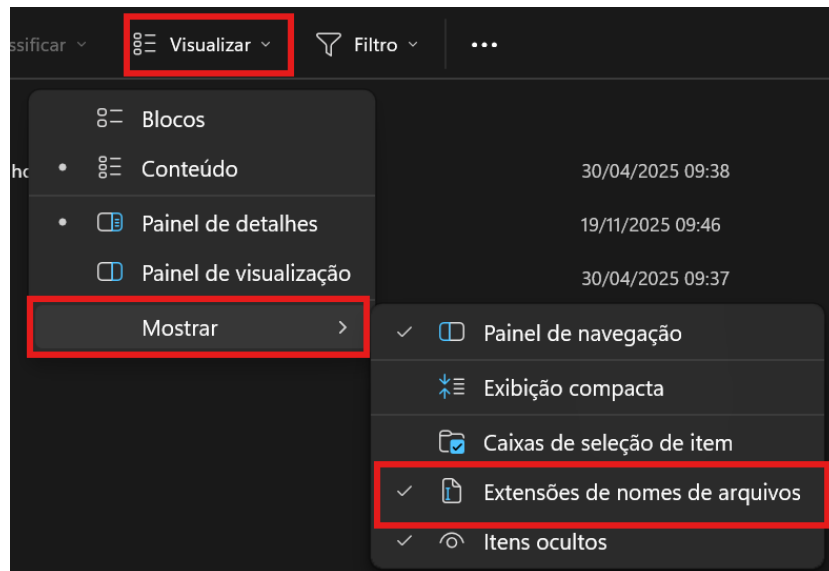 Visualizar
Filtro
Blocos
Conteúdo
30/04/2025 09:38
Painel de detalhes
19/11/2025 09:46
Painel de visualização
30/04/2025 09:37
Mostrar
Painel de navegação
Exibição compacta
Caixas de seleção de item
Extensões de nomes de arquivos
Itens ocultos